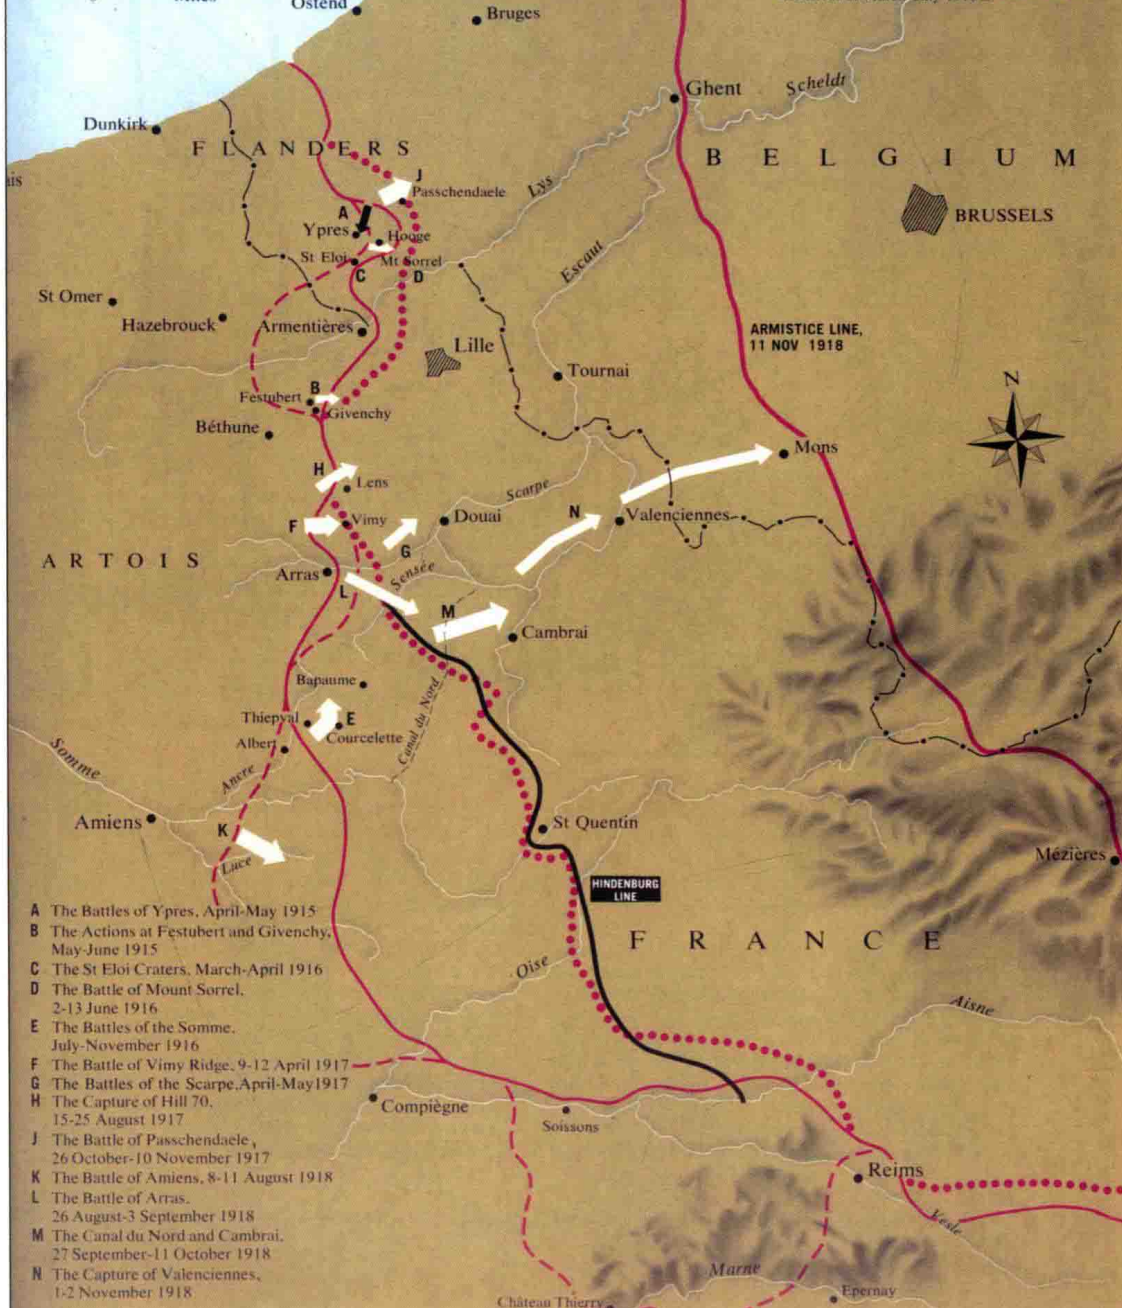 Ostend
Bruges
Ghent
Scheldt
Dunkirk
FLANDERS
BELGIUM
J
Passchendaele
Lys
BRUSSELS
A
Ypres
Hooge
St Eloi
Mt Sorrel
C
D
Escaut
St Omer
Hazebrouck
Armentières
ARMISTICE LINE,
11 NOV 1918
Lille
Tournai
N
B
Festubert
Givenchy
Béthune
Mons
H
Lens
Scarpe
F
Vimy
Douai
N
Valenciennes
G
ARTOIS
Arras
Sensée
L
M
Cambrai
Bapaume
Canal du Nord
Thiepval
E
Courcelette
Albert
Somme
Ancre
Amiens
K
St Quentin
Luce
Mézières
HINDENBURG
LINE
FRANCE
A The Battles of Ypres, April-May 1915
B The Actions at Festubert and Givenchy,
May-June 1915
C The St Eloi Craters, March-April 1916
D The Battle of Mount Sorrel,
2-13 June 1916
E The Battles of the Somme,
July-November 1916
F The Battle of Vimy Ridge, 9-12 April 1917
G The Battles of the Scarpe, April-May 1917
H The Capture of Hill 70,
15-25 August 1917
J The Battle of Passchendaele,
26 October-10 November 1917
K The Battle of Amiens, 8-11 August 1918
L The Battle of Arras,
26 August-3 September 1918
M The Canal du Nord and Cambrai,
27 September-11 October 1918
N The Capture of Valenciennes,
1-2 November 1918
Oise
Aisne
Compiègne
Soissons
Reims
Vesle
Marne
Epernay
Château Thierry